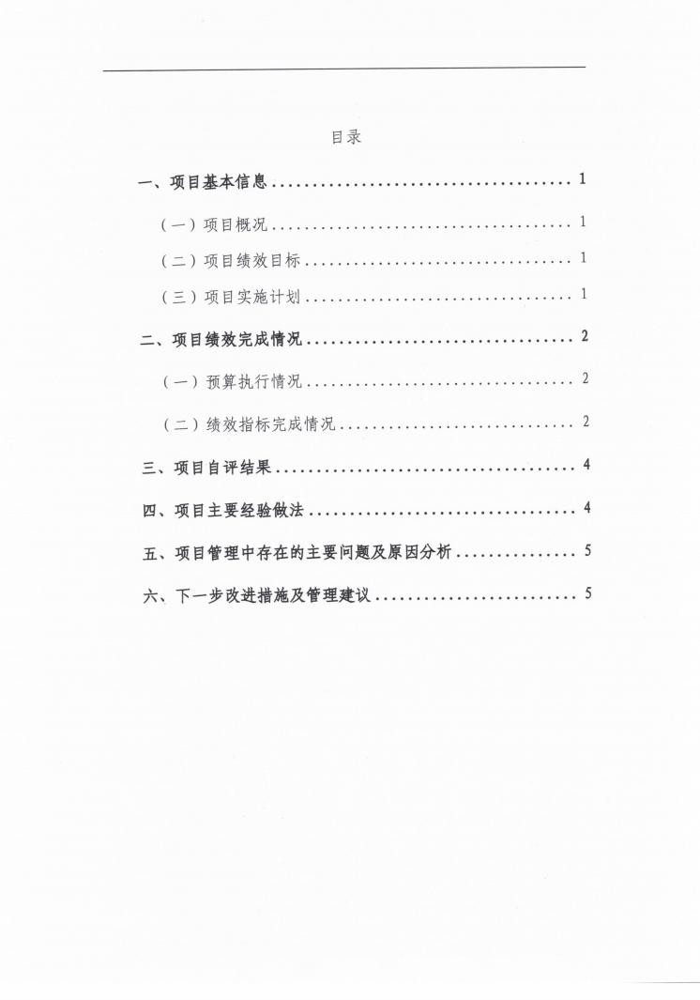 目录
一、项目基本信息..................................... 1
（一）项目概况..................................... 1
（二）项目绩效目标................................. 1
（三）项目实施计划................................. 1
二、项目绩效完成情况................................. 2
（一）预算执行情况................................. 2
（二）绩效指标完成情况............................. 2
三、项目自评结果..................................... 4
四、项目主要经验做法................................. 4
五、项目管理中存在的主要问题及原因分析............... 5
六、下一步改进措施及管理建议......................... 5